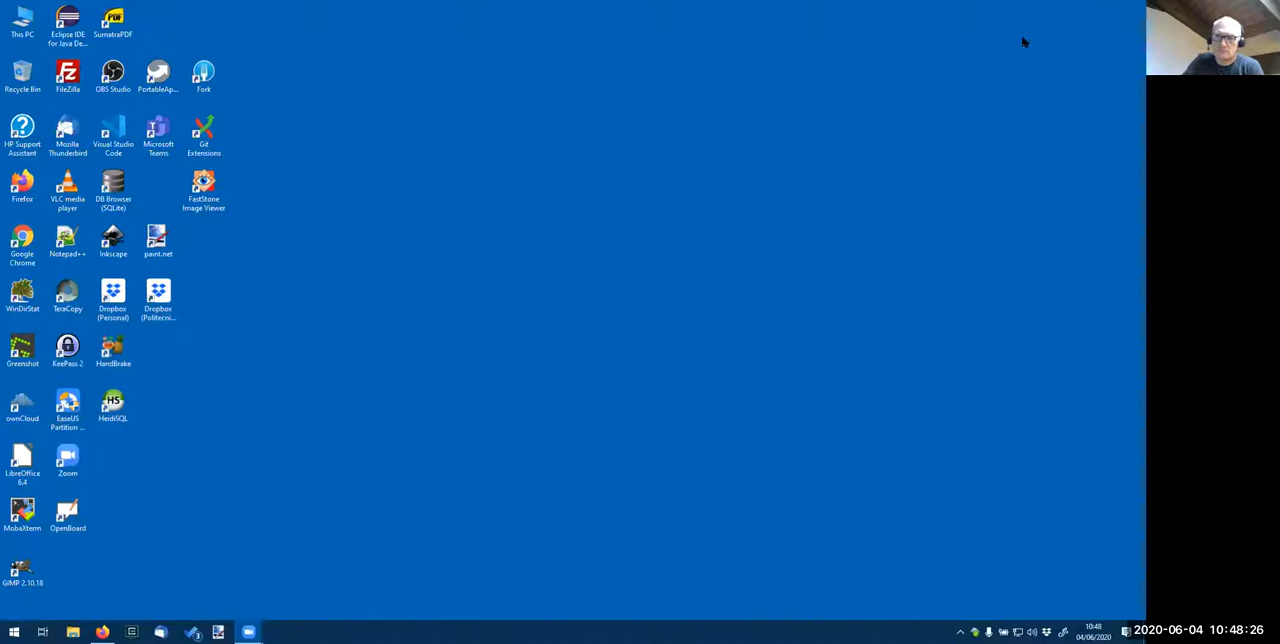 This PC
Eclipse IDE
for Java De...
SumatraPDF
Recycle Bin
FileZilla
OBS Studio
PortableAp...
Fork
HP Support
Assistant
Mozilla
Thunderbird
Visual Studio
Code
Microsoft
Teams
Git
Extensions
Firefox
VLC media
player
DB Browser
(SQLite)
FastStone
Image Viewer
Google
Chrome
Notepad++
Inkscape
paint.net
WinDirStat
TeraCopy
Dropbox
(Personal)
Dropbox
(Politecni...
Greenshot
KeePass 2
HandBrake
ownCloud
EaseUS
Partition ...
HS
HeidiSQL
LibreOffice
6.4
Zoom
MobaXterm
OpenBoard
GIMP 2.10.18
3
10:48
04/06/2020
2020-06-04 10:48:26